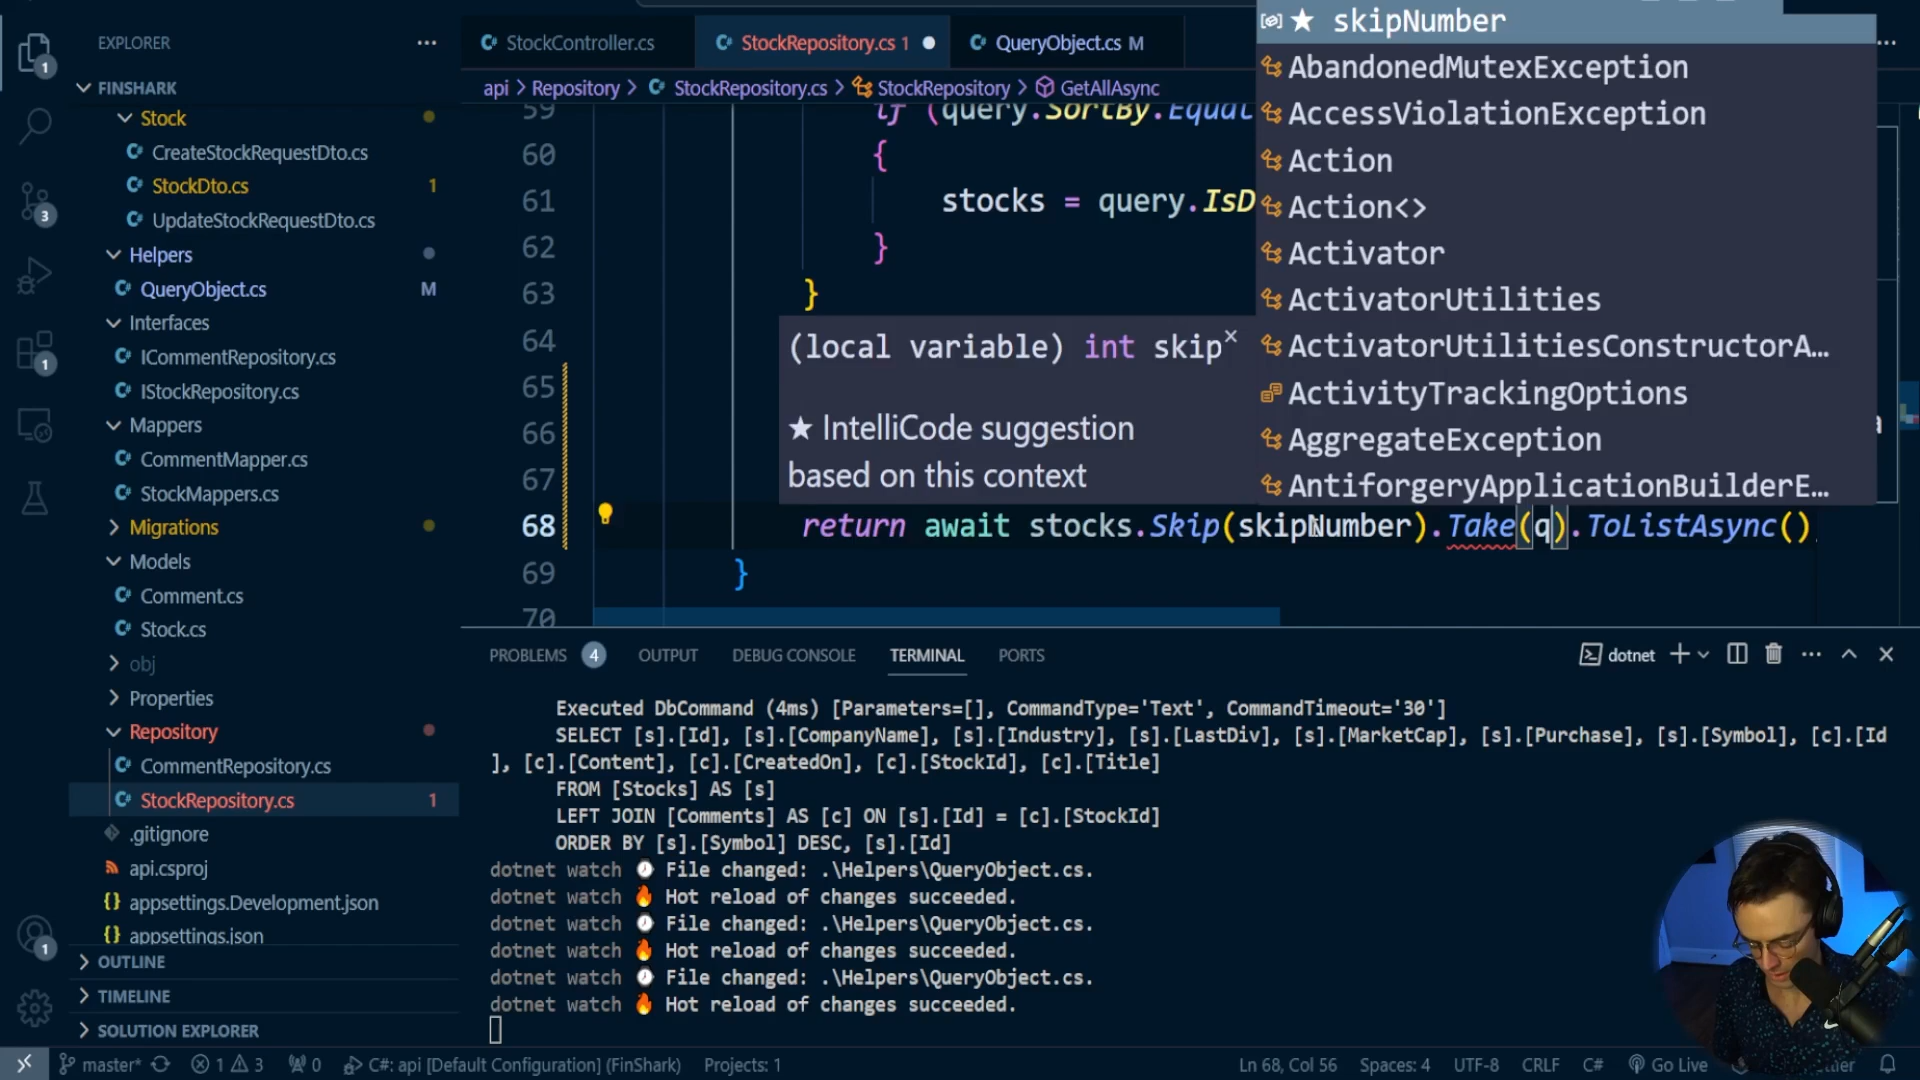 EXPLORER
FINSHARK
Stock
CreateStockRequestDto.cs
StockDto.cs 1
UpdateStockRequestDto.cs
Helpers
QueryObject.cs M
Interfaces
ICommentRepository.cs
IStockRepository.cs
Mappers
CommentMapper.cs
StockMappers.cs
Migrations
Models
Comment.cs
Stock.cs
obj
Properties
Repository
CommentRepository.cs
StockRepository.cs 1
.gitignore
api.csproj
appsettings.Development.json
appsettings.json
OUTLINE
TIMELINE
SOLUTION EXPLORER
1
3
1
1
StockController.cs
StockRepository.cs 1
QueryObject.cs M
api > Repository > StockRepository.cs > StockRepository > GetAllAsync
59 if (query.SortBy.Equal
60 {
61 stocks = query.IsD
62 }
63 }
64
65
66
67
68 return await stocks.Skip(skipNumber).Take(q).ToListAsync()
69 }
70
(local variable) int skip
★ IntelliCode suggestion
based on this context
★ skipNumber
AbandonedMutexException
AccessViolationException
Action
Action<>
Activator
ActivatorUtilities
ActivatorUtilitiesConstructorA…
ActivityTrackingOptions
AggregateException
AntiforgeryApplicationBuilderE…
PROBLEMS 4 OUTPUT DEBUG CONSOLE TERMINAL PORTS
dotnet
Executed DbCommand (4ms) [Parameters=[], CommandType='Text', CommandTimeout='30']
SELECT [s].[Id], [s].[CompanyName], [s].[Industry], [s].[LastDiv], [s].[MarketCap], [s].[Purchase], [s].[Symbol], [c].[Id
], [c].[Content], [c].[CreatedOn], [c].[StockId], [c].[Title]
FROM [Stocks] AS [s]
LEFT JOIN [Comments] AS [c] ON [s].[Id] = [c].[StockId]
ORDER BY [s].[Symbol] DESC, [s].[Id]
dotnet watch ⌚ File changed: .\Helpers\QueryObject.cs.
dotnet watch 🔥 Hot reload of changes succeeded.
dotnet watch ⌚ File changed: .\Helpers\QueryObject.cs.
dotnet watch 🔥 Hot reload of changes succeeded.
dotnet watch ⌚ File changed: .\Helpers\QueryObject.cs.
dotnet watch 🔥 Hot reload of changes succeeded.
master* 1 3 0 C#: api [Default Configuration] (FinShark) Projects: 1 Ln 68, Col 56 Spaces: 4 UTF-8 CRLF C# Go Live